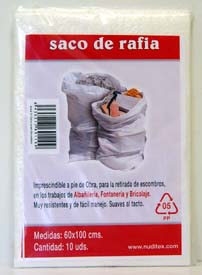 saco de rafia
Imprescindible a pie de Obra, para la retirada de escombros,
en los trabajos de Albañilería, Fontanería y Bricolaje.
Muy resistentes y de fácil manejo. Suaves al tacto.
05
PP
Medidas: 60x100 cms.
Cantidad: 10 uds.
www.nuditex.com